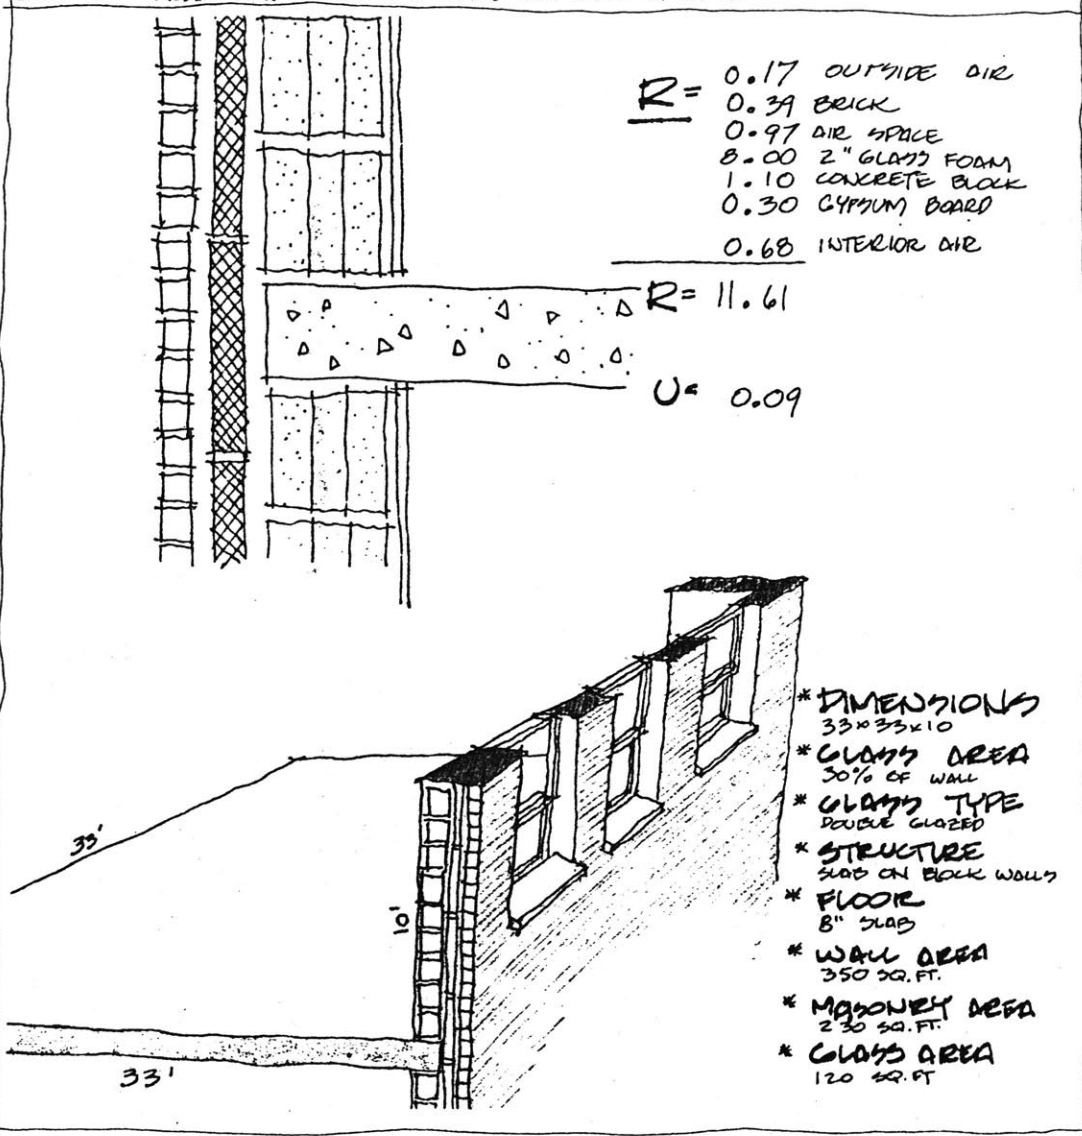 R= 0.17 OUTSIDE AIR
0.39 BRICK
0.97 AIR SPACE
8.00 2" GLASS FOAM
1.10 CONCRETE BLOCK
0.30 GYPSUM BOARD
0.68 INTERIOR AIR
R= 11.61
U= 0.09
* DIMENSIONS
33x33x10
* GLASS AREA
30% OF WALL
* GLASS TYPE
DOUBLE GLAZED
* STRUCTURE
SLAB ON BLOCK WALLS
* FLOOR
8" SLAB
* WALL AREA
350 SQ.FT.
* MASONRY AREA
230 SQ.FT.
* GLASS AREA
120 SQ.FT
33'
10'
33'